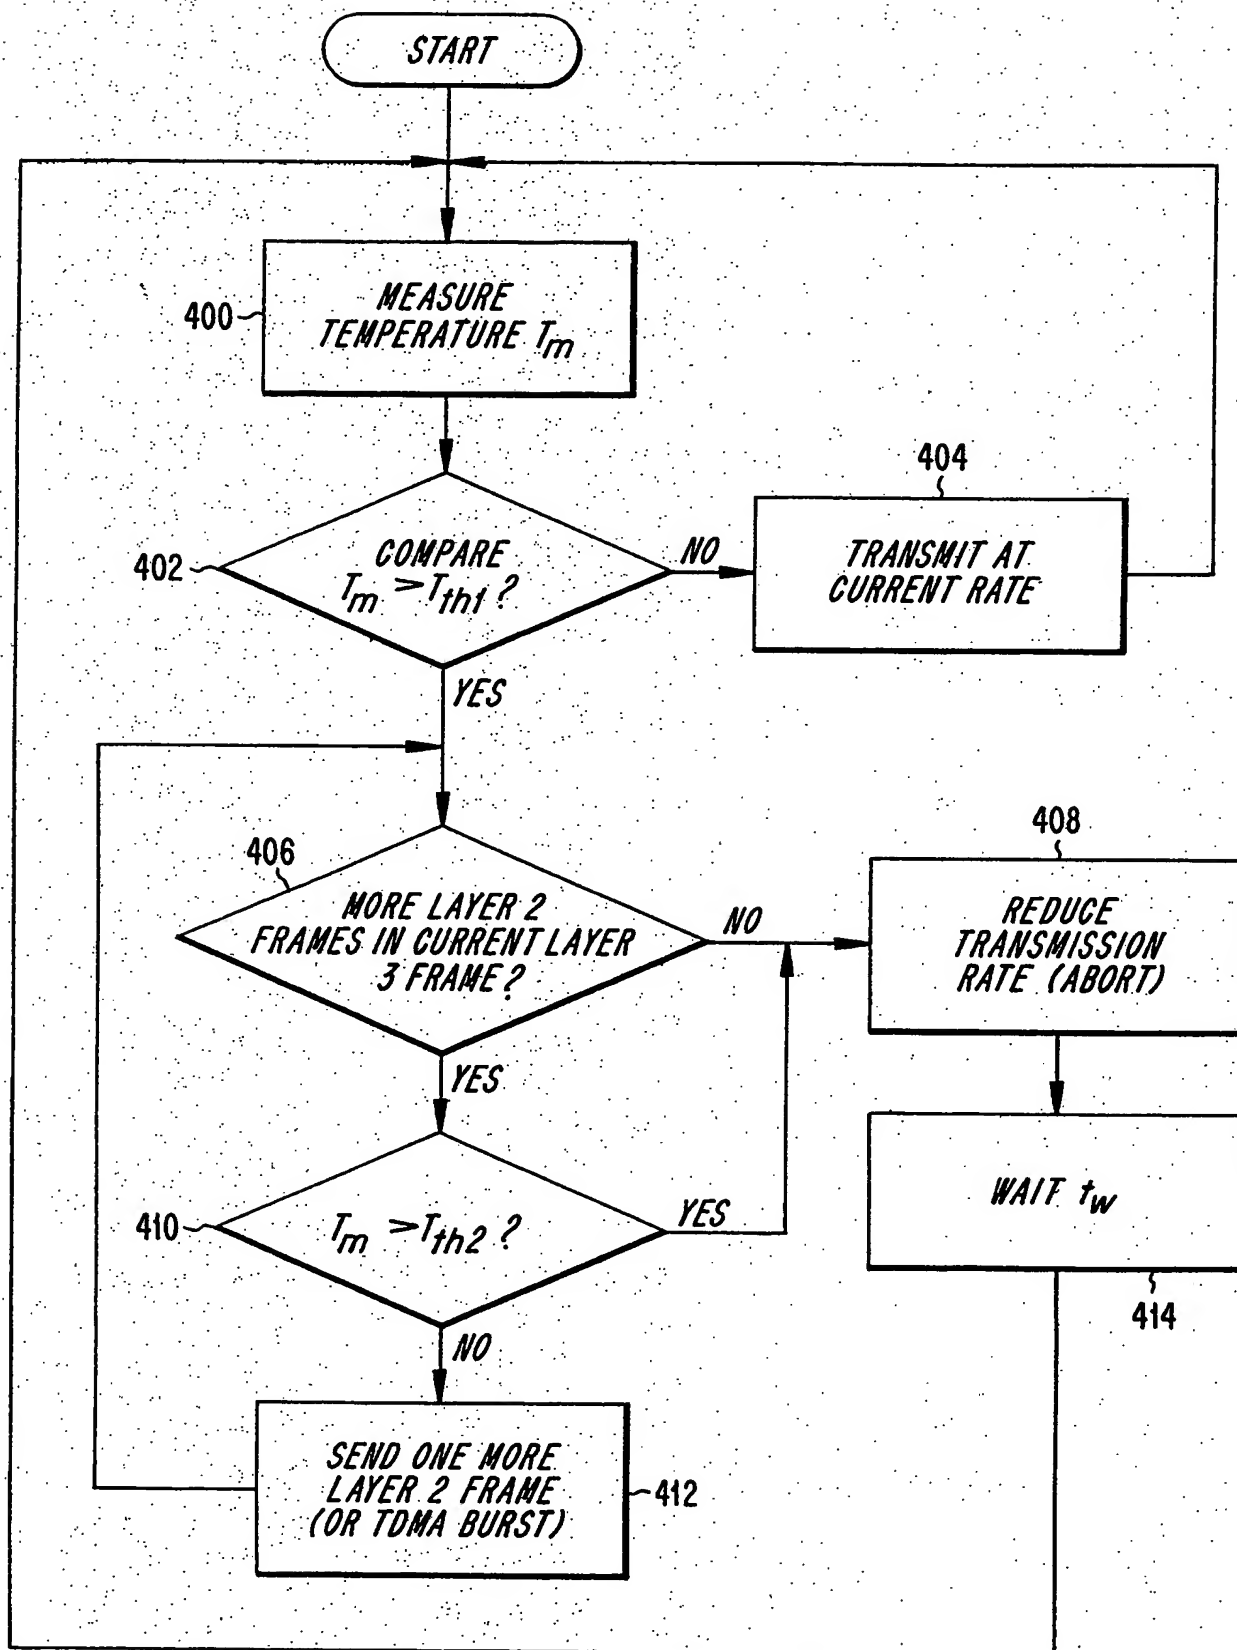 START
MEASURE
TEMPERATURE Tm
400
COMPARE
Tm > Tth1 ?
402
NO
404
TRANSMIT AT
CURRENT RATE
YES
406
MORE LAYER 2
FRAMES IN CURRENT LAYER
3 FRAME ?
NO
408
REDUCE
TRANSMISSION
RATE (ABORT)
YES
410
Tm > Tth2 ?
YES
WAIT tw
414
NO
SEND ONE MORE
LAYER 2 FRAME
(OR TDMA BURST)
412